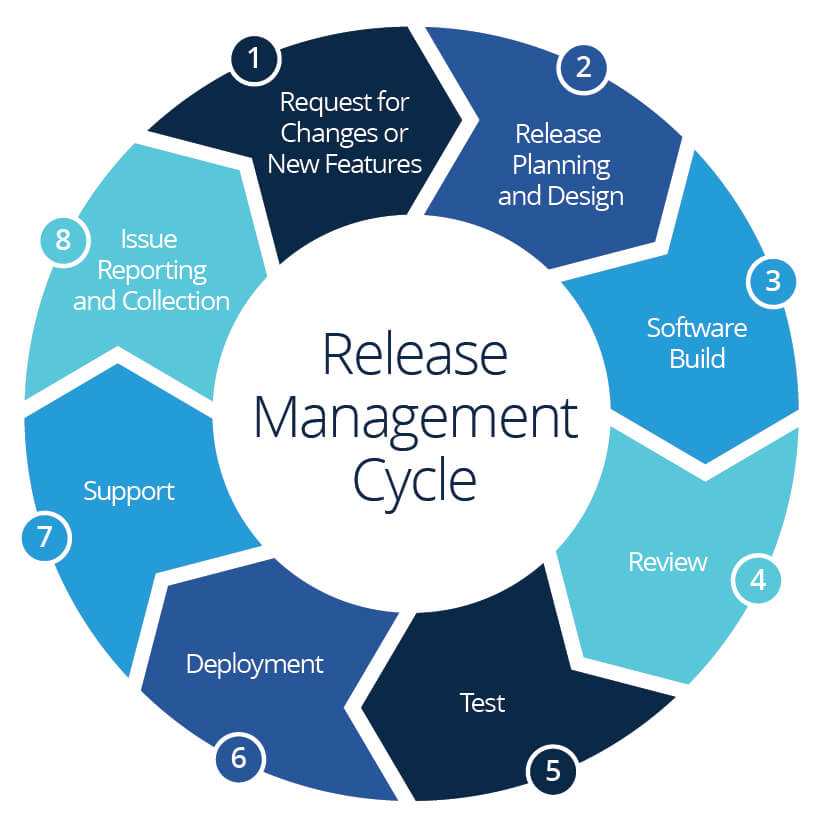 1
Request for
Changes or
New Features
2
Release
Planning
and Design
3
Software
Build
4
Review
5
Test
6
Deployment
7
Support
8
Issue
Reporting
and Collection
Release
Management
Cycle